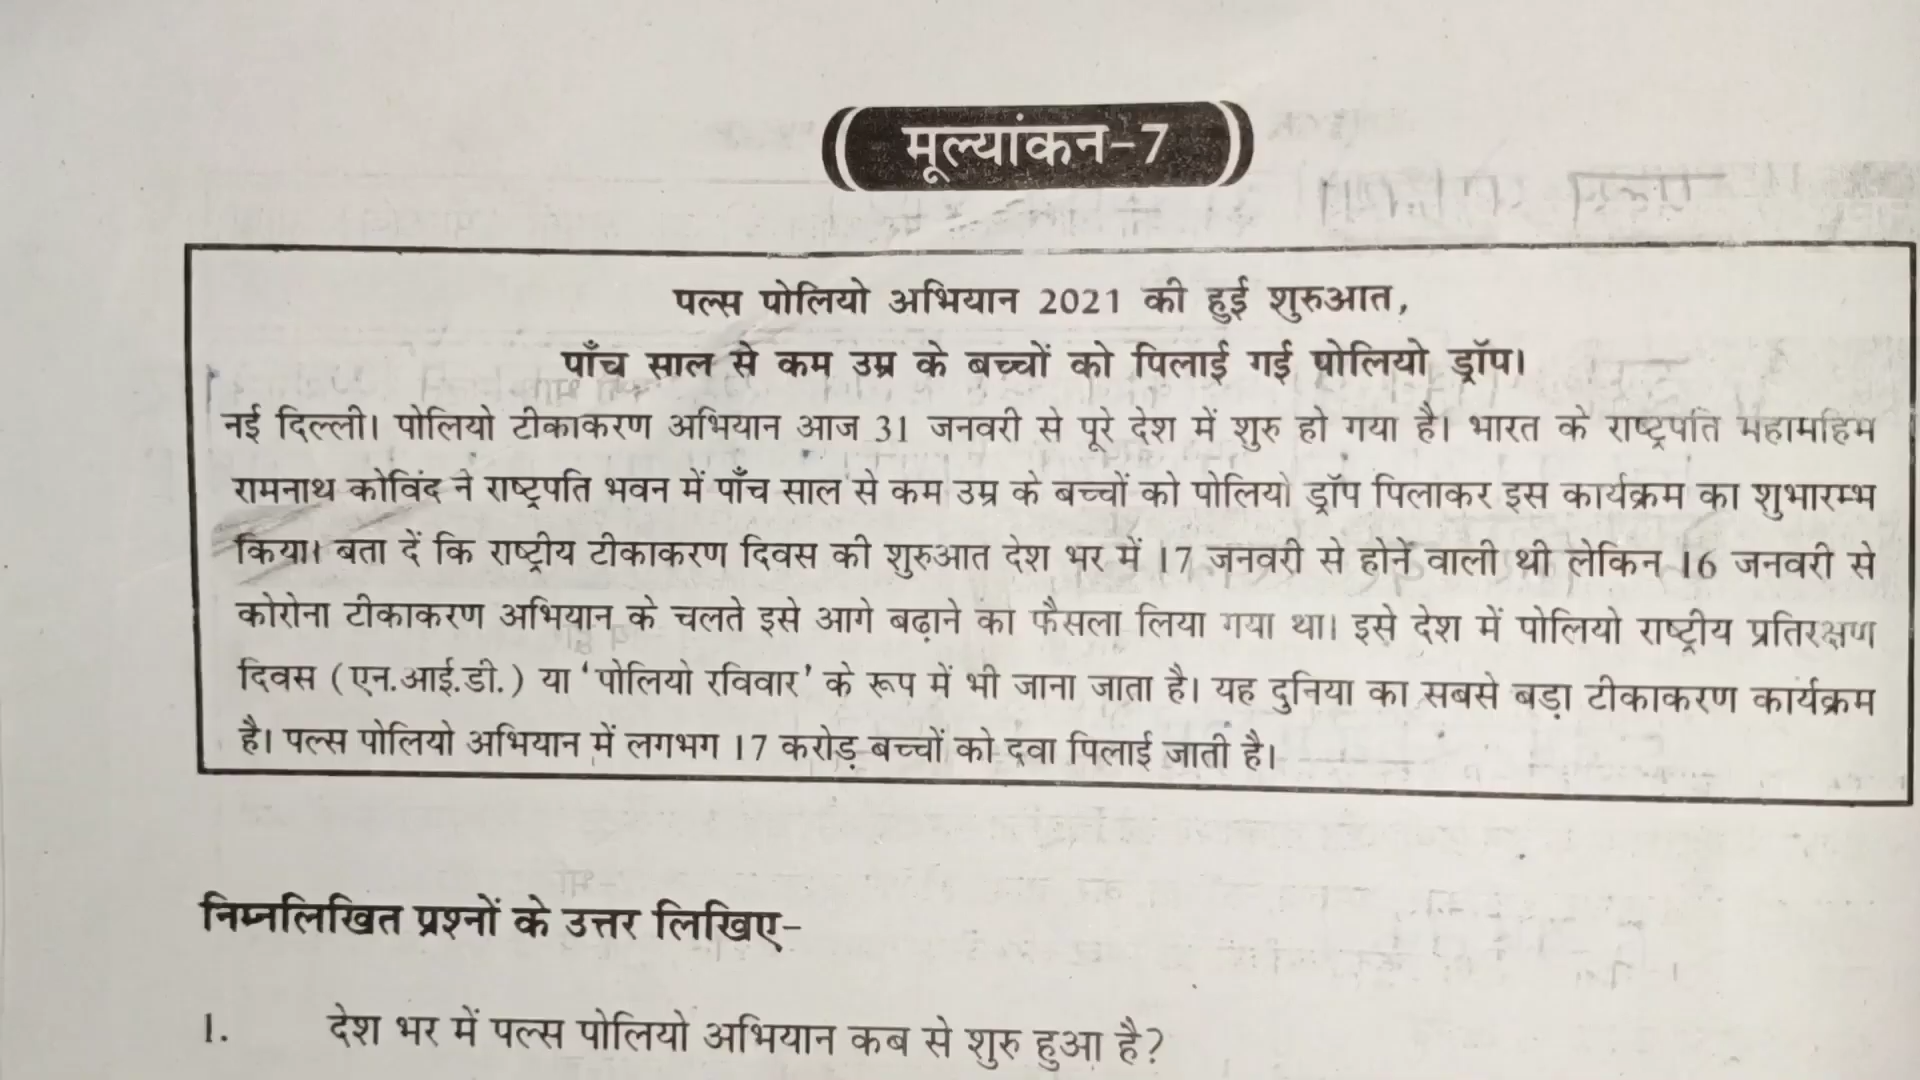 मूल्यांकन-7
पल्स पोलियो अभियान 2021 की हुई शुरुआत,
पाँच साल से कम उम्र के बच्चों को पिलाई गई पोलियो ड्रॉप।
नई दिल्ली। पोलियो टीकाकरण अभियान आज 31 जनवरी से पूरे देश में शुरु हो गया है। भारत के राष्ट्रपति महामहिम
रामनाथ कोविंद ने राष्ट्रपति भवन में पाँच साल से कम उम्र के बच्चों को पोलियो ड्रॉप पिलाकर इस कार्यक्रम का शुभारम्भ
किया। बता दें कि राष्ट्रीय टीकाकरण दिवस की शुरुआत देश भर में 17 जनवरी से होने वाली थी लेकिन 16 जनवरी से
कोरोना टीकाकरण अभियान के चलते इसे आगे बढ़ाने का फैसला लिया गया था। इसे देश में पोलियो राष्ट्रीय प्रतिरक्षण
दिवस (एन.आई.डी.) या ‘पोलियो रविवार’ के रूप में भी जाना जाता है। यह दुनिया का सबसे बड़ा टीकाकरण कार्यक्रम
है। पल्स पोलियो अभियान में लगभग 17 करोड़ बच्चों को दवा पिलाई जाती है।
निम्नलिखित प्रश्नों के उत्तर लिखिए-
1. देश भर में पल्स पोलियो अभियान कब से शुरु हुआ है?